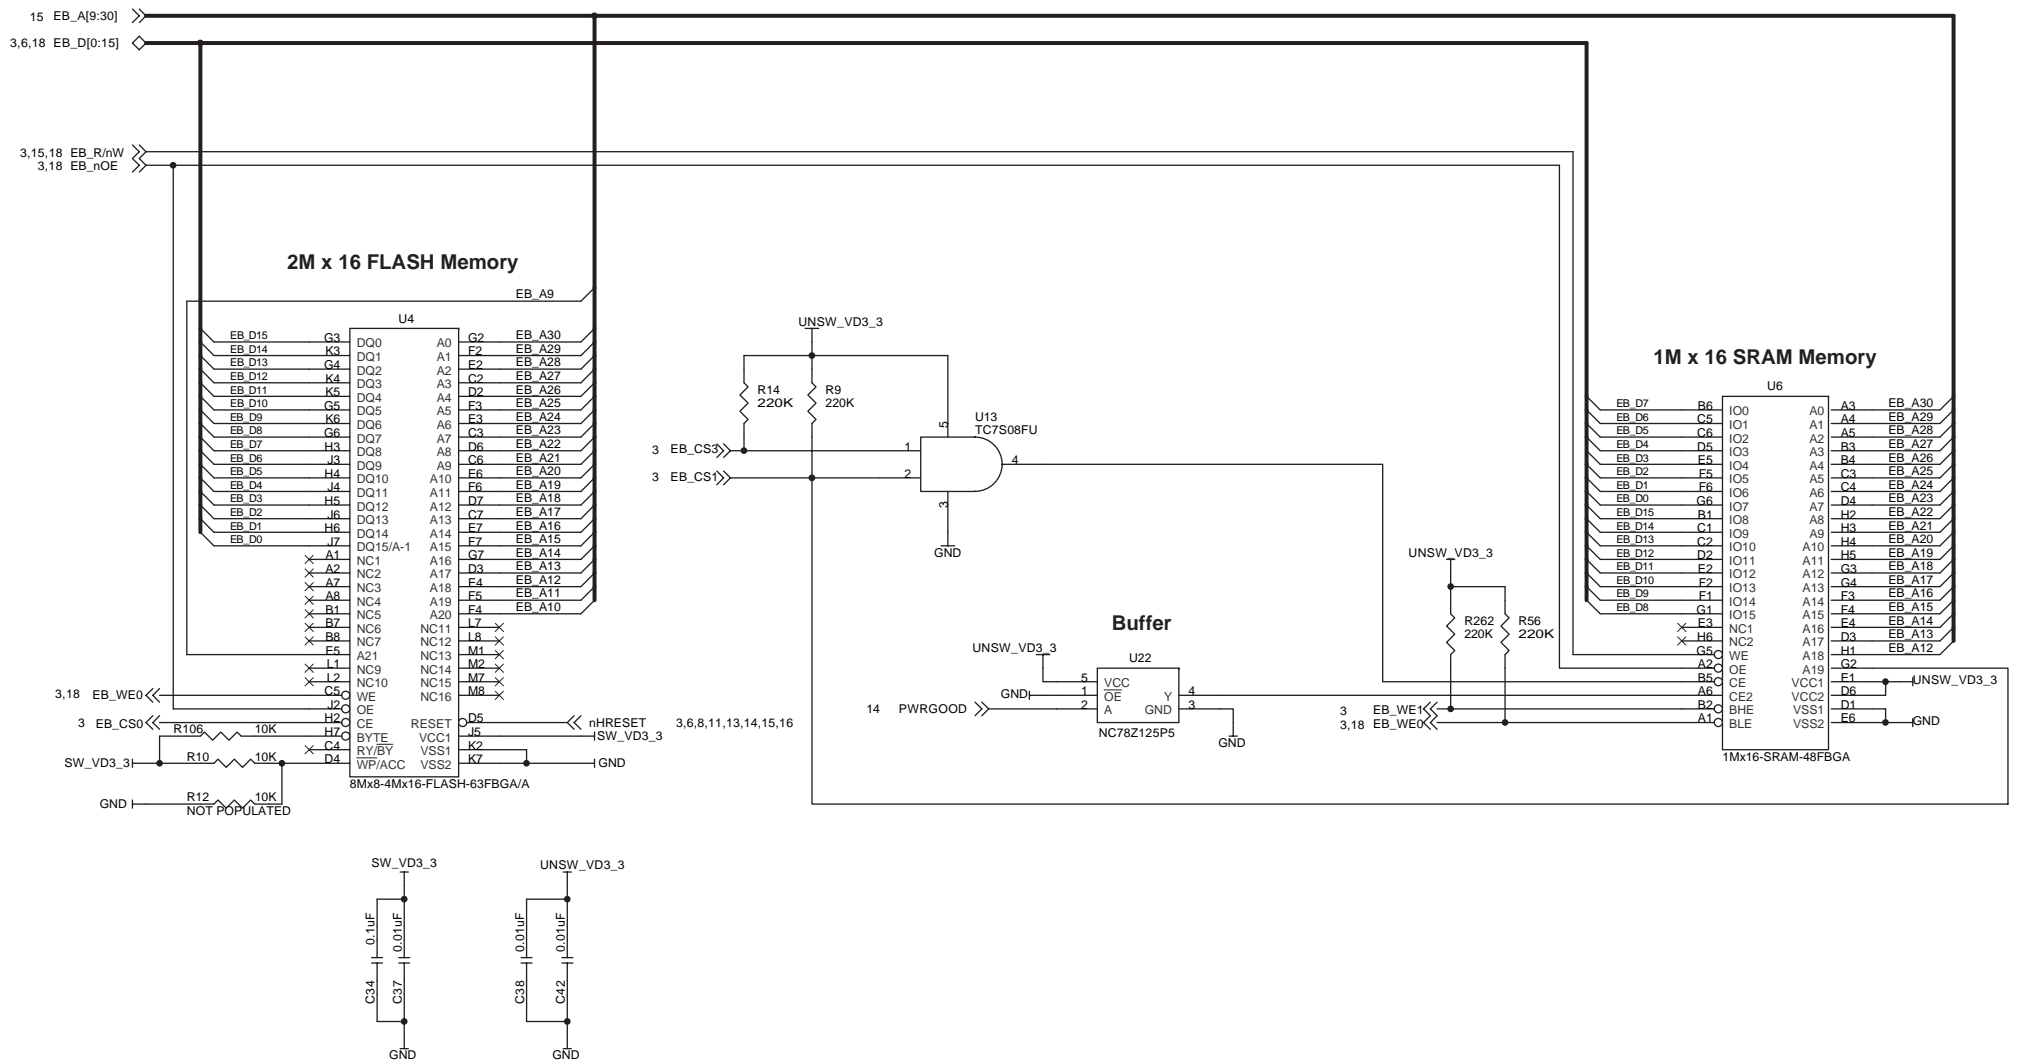 15 EB_A[9:30]
3,6,18 EB_D[0:15]
3,15,18 EB_R/nW
3,18 EB_nOE
2M x 16 FLASH Memory
EB_A9
U4
EB_D15 G3 DQ0 A0 G2 EB_A30
EB_D14 K3 DQ1 A1 F2 EB_A29
EB_D13 G4 DQ2 A2 E2 EB_A28
EB_D12 K4 DQ3 A3 C2 EB_A27
EB_D11 K5 DQ4 A4 D2 EB_A26
EB_D10 G5 DQ5 A5 F3 EB_A25
EB_D9 K6 DQ6 A6 E3 EB_A24
EB_D8 G6 DQ7 A7 C3 EB_A23
EB_D7 H3 DQ8 A8 D6 EB_A22
EB_D6 J3 DQ9 A9 C6 EB_A21
EB_D5 H4 DQ10 A10 E6 EB_A20
EB_D4 J4 DQ11 A11 F6 EB_A19
EB_D3 H5 DQ12 A12 D7 EB_A18
EB_D2 J6 DQ13 A13 C7 EB_A17
EB_D1 H6 DQ14 A14 E7 EB_A16
EB_D0 J7 DQ15/A-1 A15 F7 EB_A15
A1 NC1 A16 G7 EB_A14
A2 NC2 A17 D3 EB_A13
A7 NC3 A18 E4 EB_A12
A8 NC4 A19 F5 EB_A11
B1 NC5 A20 F4 EB_A10
B7 NC6 NC11 L7
B8 NC7 NC12 L8
E5 A21 NC13 M1
L1 NC9 NC14 M2
L2 NC10 NC15 M7
3,18 EB_WE0 C5 WE NC16 M8
J2 OE
3 EB_CS0 H2 CE RESET D5 nHRESET 3,6,8,11,13,14,15,16
R106 10K H7 BYTE VCC1 J5 SW_VD3_3
C4 RY/BY VSS1 K2
SW_VD3_3 R10 10K D4 WP/ACC VSS2 K7 GND
8Mx8-4Mx16-FLASH-63FBGA/A
GND R12 10K
NOT POPULATED
UNSW_VD3_3
R14 220K
R9 220K
U13
TC7S08FU
3 EB_CS3 1
3 EB_CS1 2
5
4
3
GND
Buffer
UNSW_VD3_3
U22
5 VCC
GND 1 OE Y 4
14 PWRGOOD 2 A GND 3
GND
NC78Z125P5
UNSW_VD3_3
R262 220K
R56 220K
3 EB_WE1
3,18 EB_WE0
1M x 16 SRAM Memory
U6
EB_D7 B6 IO0 A0 A3 EB_A30
EB_D6 C5 IO1 A1 A4 EB_A29
EB_D5 C6 IO2 A2 A5 EB_A28
EB_D4 D5 IO3 A3 B3 EB_A27
EB_D3 E5 IO4 A4 B4 EB_A26
EB_D2 F5 IO5 A5 C3 EB_A25
EB_D1 F6 IO6 A6 C4 EB_A24
EB_D0 G6 IO7 A7 D4 EB_A23
EB_D15 B1 IO8 A8 H2 EB_A22
EB_D14 C1 IO9 A9 H3 EB_A21
EB_D13 C2 IO10 A10 H4 EB_A20
EB_D12 D2 IO11 A11 H5 EB_A19
EB_D11 E2 IO12 A12 G3 EB_A18
EB_D10 F2 IO13 A13 G4 EB_A17
EB_D9 F1 IO14 A14 F3 EB_A16
EB_D8 G1 IO15 A15 F4 EB_A15
E3 NC1 A16 E4 EB_A14
H6 NC2 A17 D3 EB_A13
G5 WE A18 H1 EB_A12
A2 OE A19 G2
B5 CE VCC1 E1 UNSW_VD3_3
A6 CE2 VCC2 D6
B2 BHE VSS1 D1
A1 BLE VSS2 E6 GND
1Mx16-SRAM-48FBGA
SW_VD3_3
C34 0.1uF
C37 0.01uF
GND
UNSW_VD3_3
C38 0.01uF
C42 0.01uF
GND